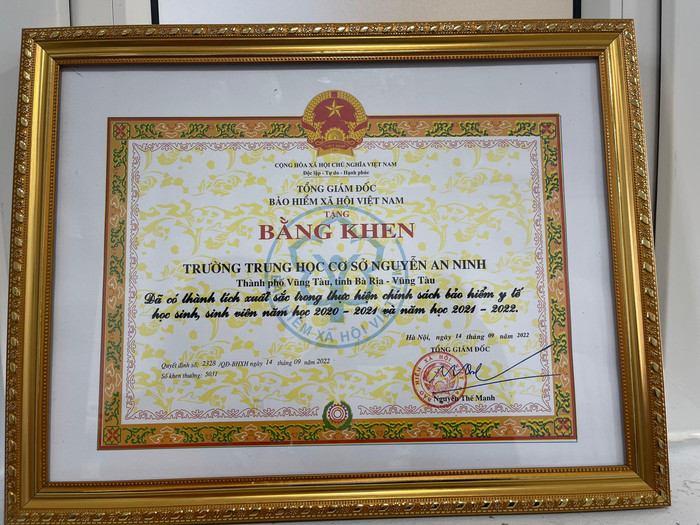 CỘNG HÒA XÃ HỘI CHỦ NGHĨA VIỆT NAM
Độc lập - Tự do - Hạnh phúc
TỔNG GIÁM ĐỐC
BẢO HIỂM XÃ HỘI VIỆT NAM
TẶNG
BẰNG KHEN
TRƯỜNG TRUNG HỌC CƠ SỞ NGUYỄN AN NINH
Thành phố Vũng Tàu, tỉnh Bà Rịa - Vũng Tàu
Đã có thành tích xuất sắc trong thực hiện chính sách bảo hiểm y tế
học sinh, sinh viên năm học 2020 - 2021 và năm học 2021 - 2022.
Hà Nội, ngày 14 tháng 09 năm 2022
TỔNG GIÁM ĐỐC
Quyết định số: 2328 /QĐ-BHXH ngày 14 tháng 09 năm 2022
Số khen thưởng: 5031
Nguyễn Thế Mạnh